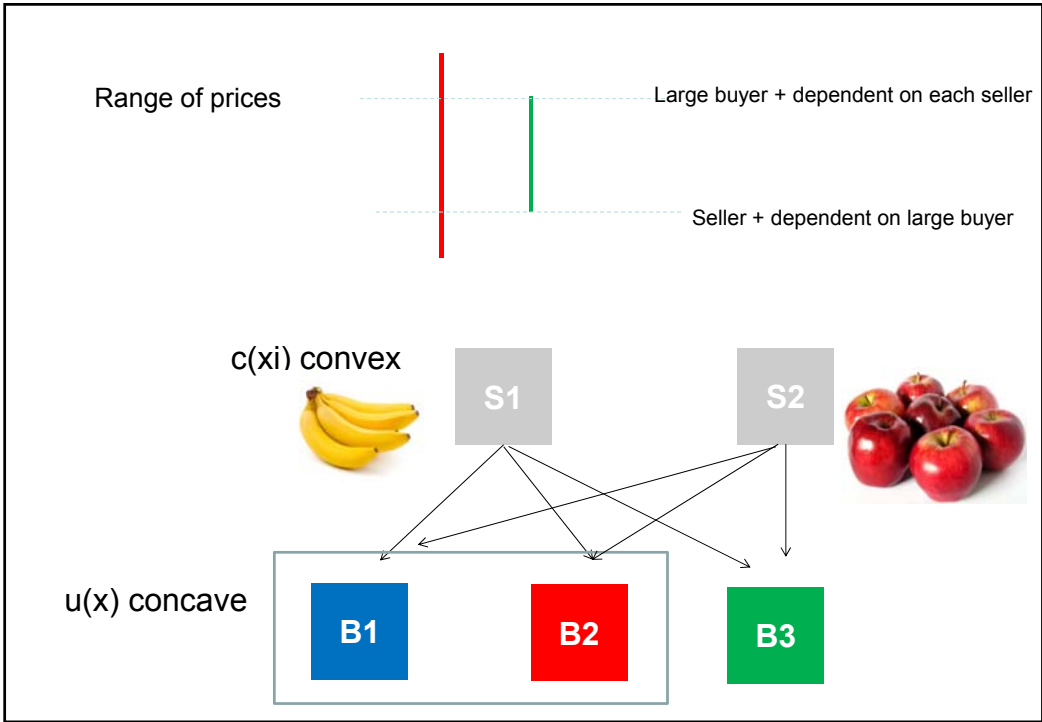 Range of prices
Large buyer + dependent on each seller
Seller + dependent on large buyer
c(xi) convex
S1
S2
u(x) concave
B1
B2
B3